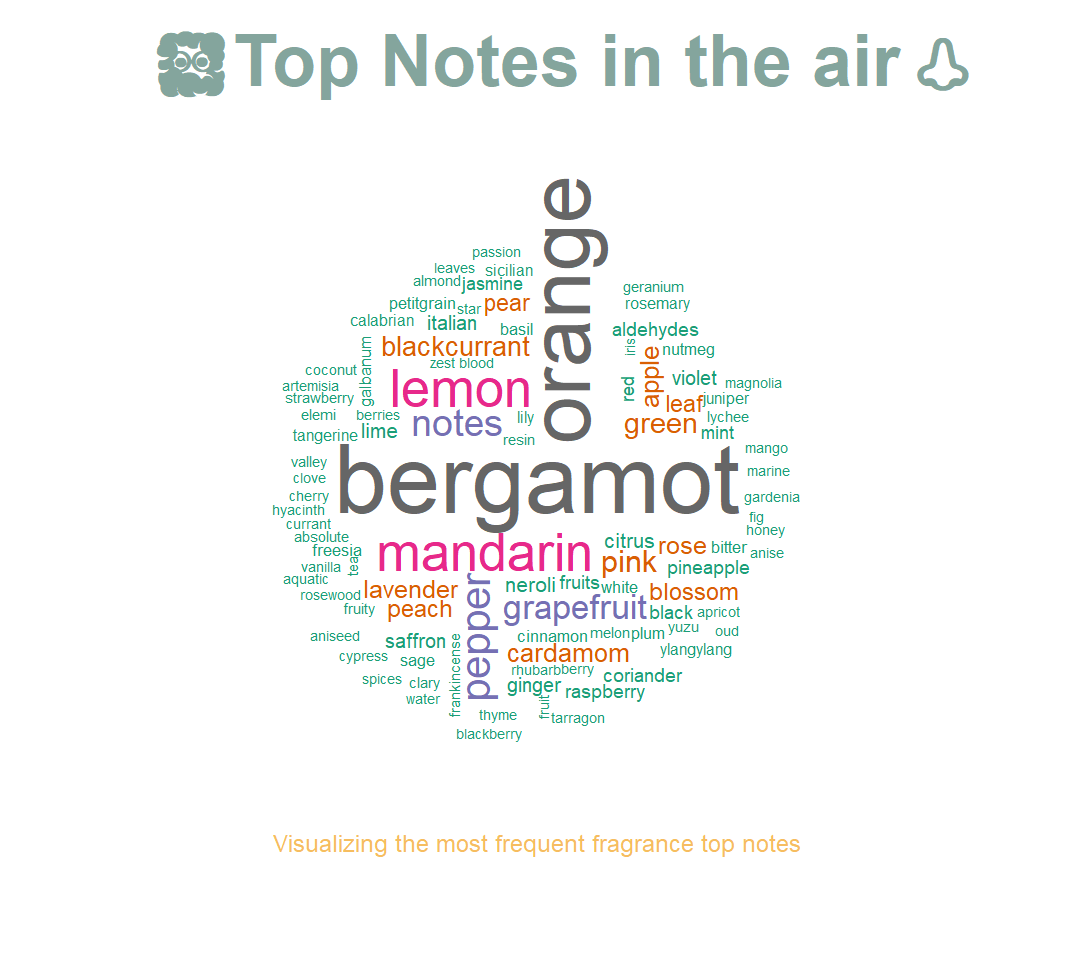 Top Notes in the air
orange
passion
leaves sicilian
almond jasmine
geranium
petitgrain star pear
rosemary
calabrian italian basil
aldehydes
blackcurrant
iris
nutmeg
galbanum
zest blood
apple
coconut
red
violet
magnolia
artemisia
lemon
strawberry
leaf juniper
elemi berries
notes
lily
green
lychee
tangerine lime
resin
mint
mango
bergamot
valley
marine
clove
cherry
gardenia
hyacinth
fig
currant
honey
absolute
mandarin
citrus rose bitter
freesia
anise
tea
pink
vanilla
pineapple
aquatic
lavender
pepper
neroli fruits white
blossom
rosewood
fruity peach
grapefruit black apricot
aniseed
saffron
cinnamon melon plum yuzu oud
cypress sage
frankincense
cardamom
ylangylang
spices clary
rhubarb berry
coriander
water
ginger raspberry
fruit
thyme
tarragon
blackberry
Visualizing the most frequent fragrance top notes